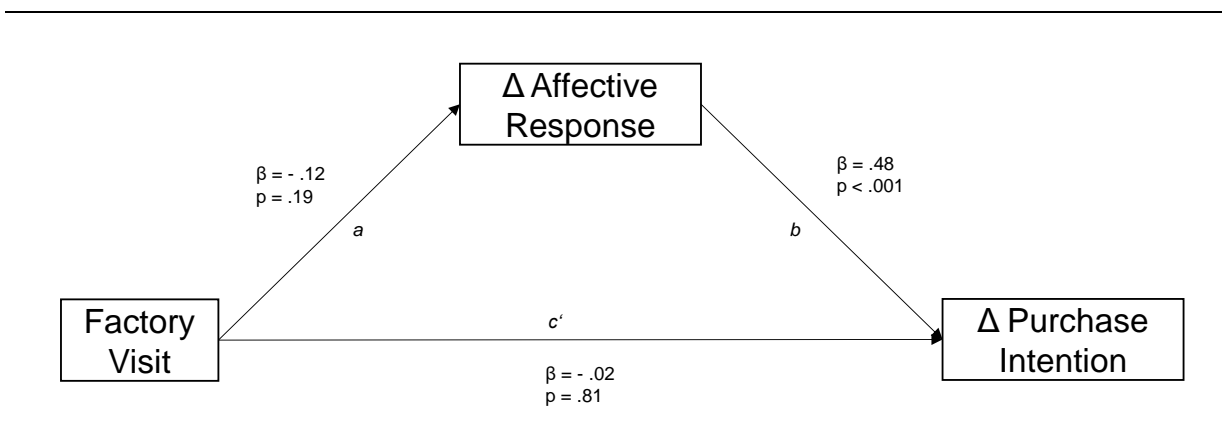 Δ Affective
Response
β = - .12
p = .19
β = .48
p < .001
a
b
Factory
Visit
c‘
Δ Purchase
Intention
β = - .02
p = .81